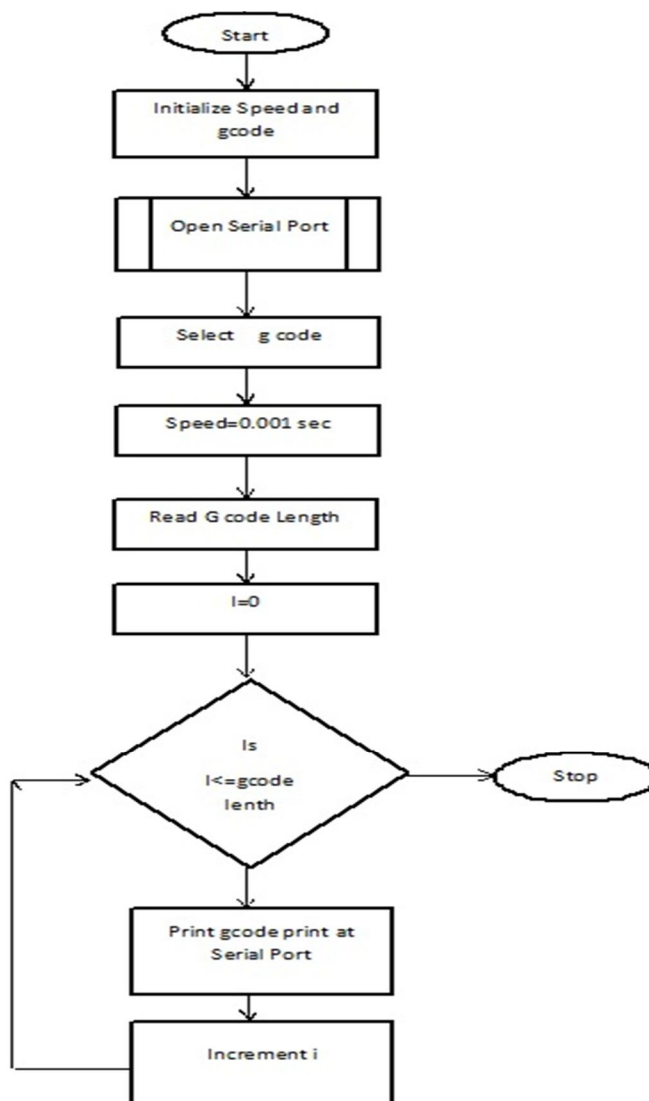 Start
Initialize Speed and
gcode
Open Serial Port
Select g code
Speed=0.001 sec
Read G code Length
I=0
Is
I<=gcode
lenth
Stop
Print gcode print at
Serial Port
Increment i